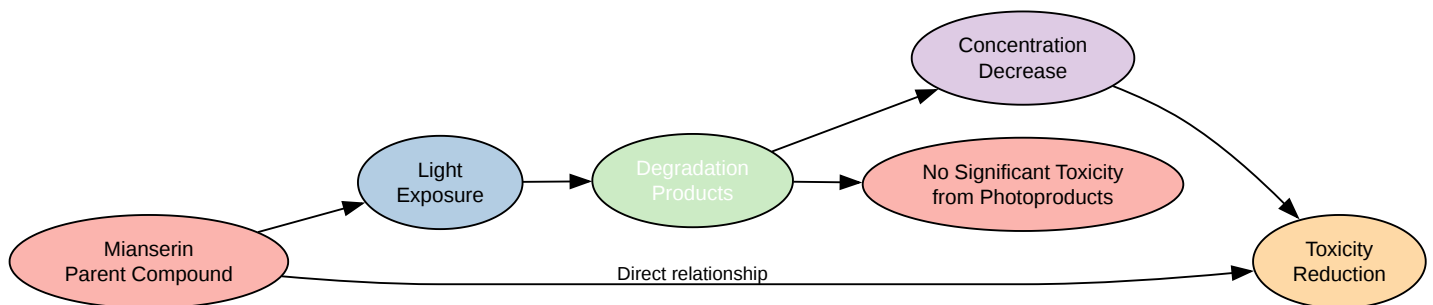 Mianserin
Parent Compound
Light
Exposure
Degradation
Products
Concentration
Decrease
No Significant Toxicity
from Photoproducts
Direct relationship
Toxicity
Reduction